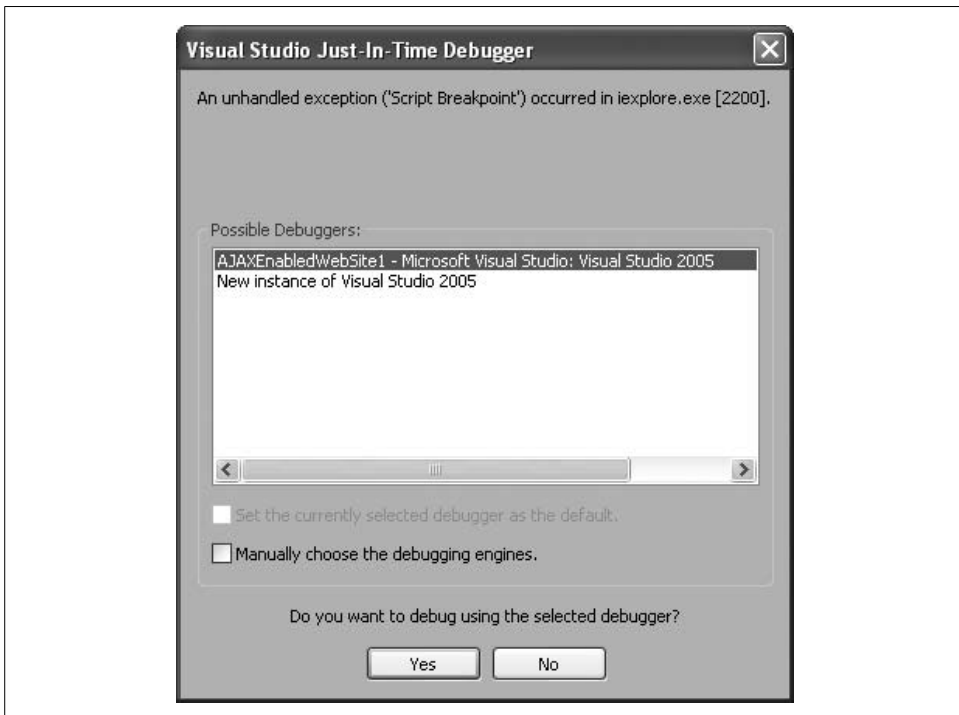 Visual Studio Just-In-Time Debugger
An unhandled exception ('Script Breakpoint') occurred in iexplore.exe [2200].
Possible Debuggers:
AJAXEnabledWebSite1 - Microsoft Visual Studio: Visual Studio 2005
New instance of Visual Studio 2005
Set the currently selected debugger as the default.
Manually choose the debugging engines.
Do you want to debug using the selected debugger?
Yes No